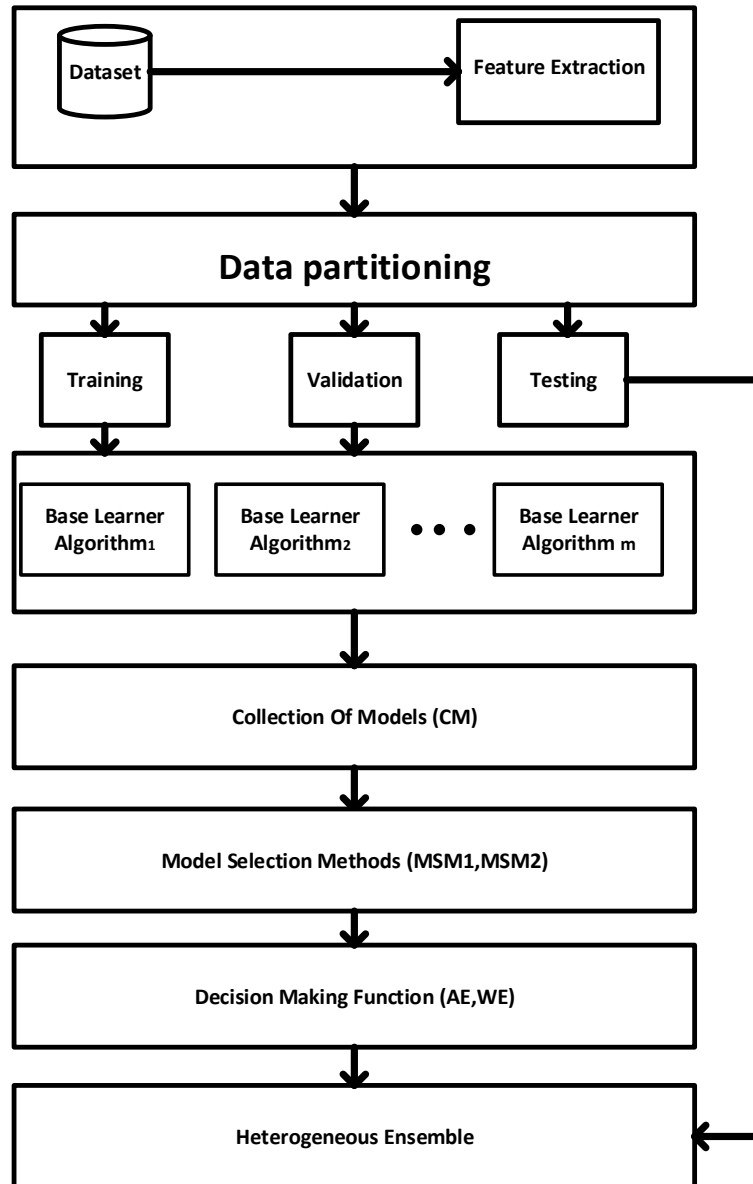 Dataset
Feature Extraction
Data partitioning
Training
Validation
Testing
Base Learner
Algorithm1
Base Learner
Algorithm2
Base Learner
Algorithm m
Collection Of Models (CM)
Model Selection Methods (MSM1,MSM2)
Decision Making Function (AE,WE)
Heterogeneous Ensemble